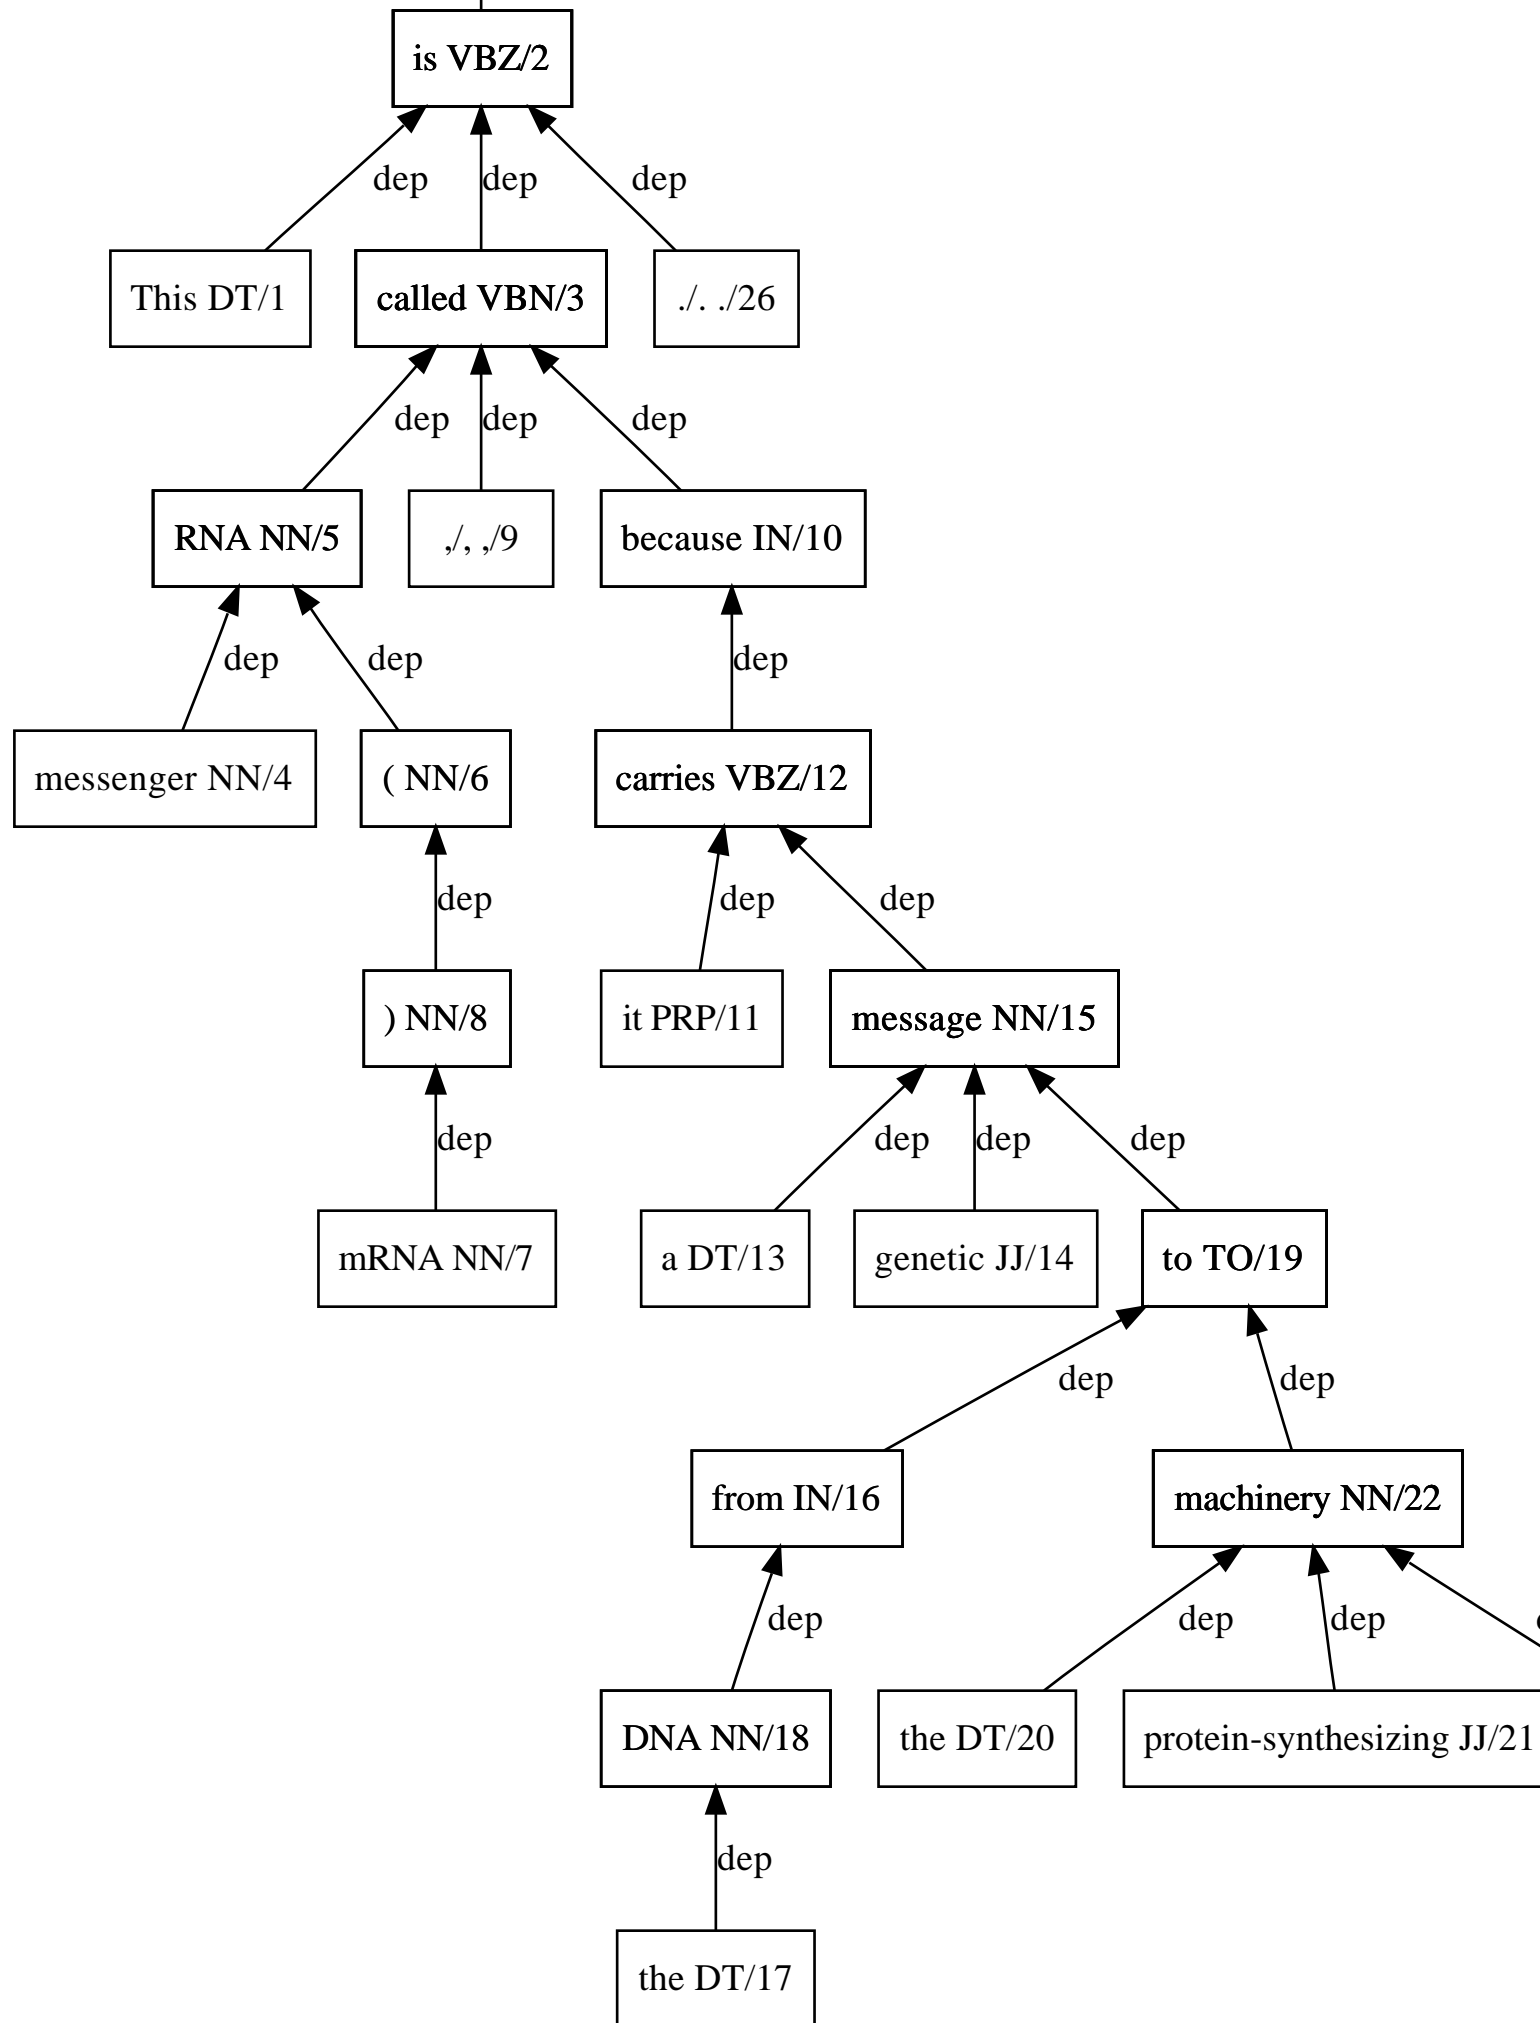 is VBZ/2
dep dep dep
This DT/1 called VBN/3 ./. ./26
dep dep dep
RNA NN/5 ,/, ,/9 because IN/10
dep dep dep
messenger NN/4 ( NN/6 carries VBZ/12
dep dep dep
) NN/8 it PRP/11 message NN/15
dep dep dep dep
mRNA NN/7 a DT/13 genetic JJ/14 to TO/19
dep dep
from IN/16 machinery NN/22
dep dep dep
DNA NN/18 the DT/20 protein-synthesizing JJ/21
dep
the DT/17